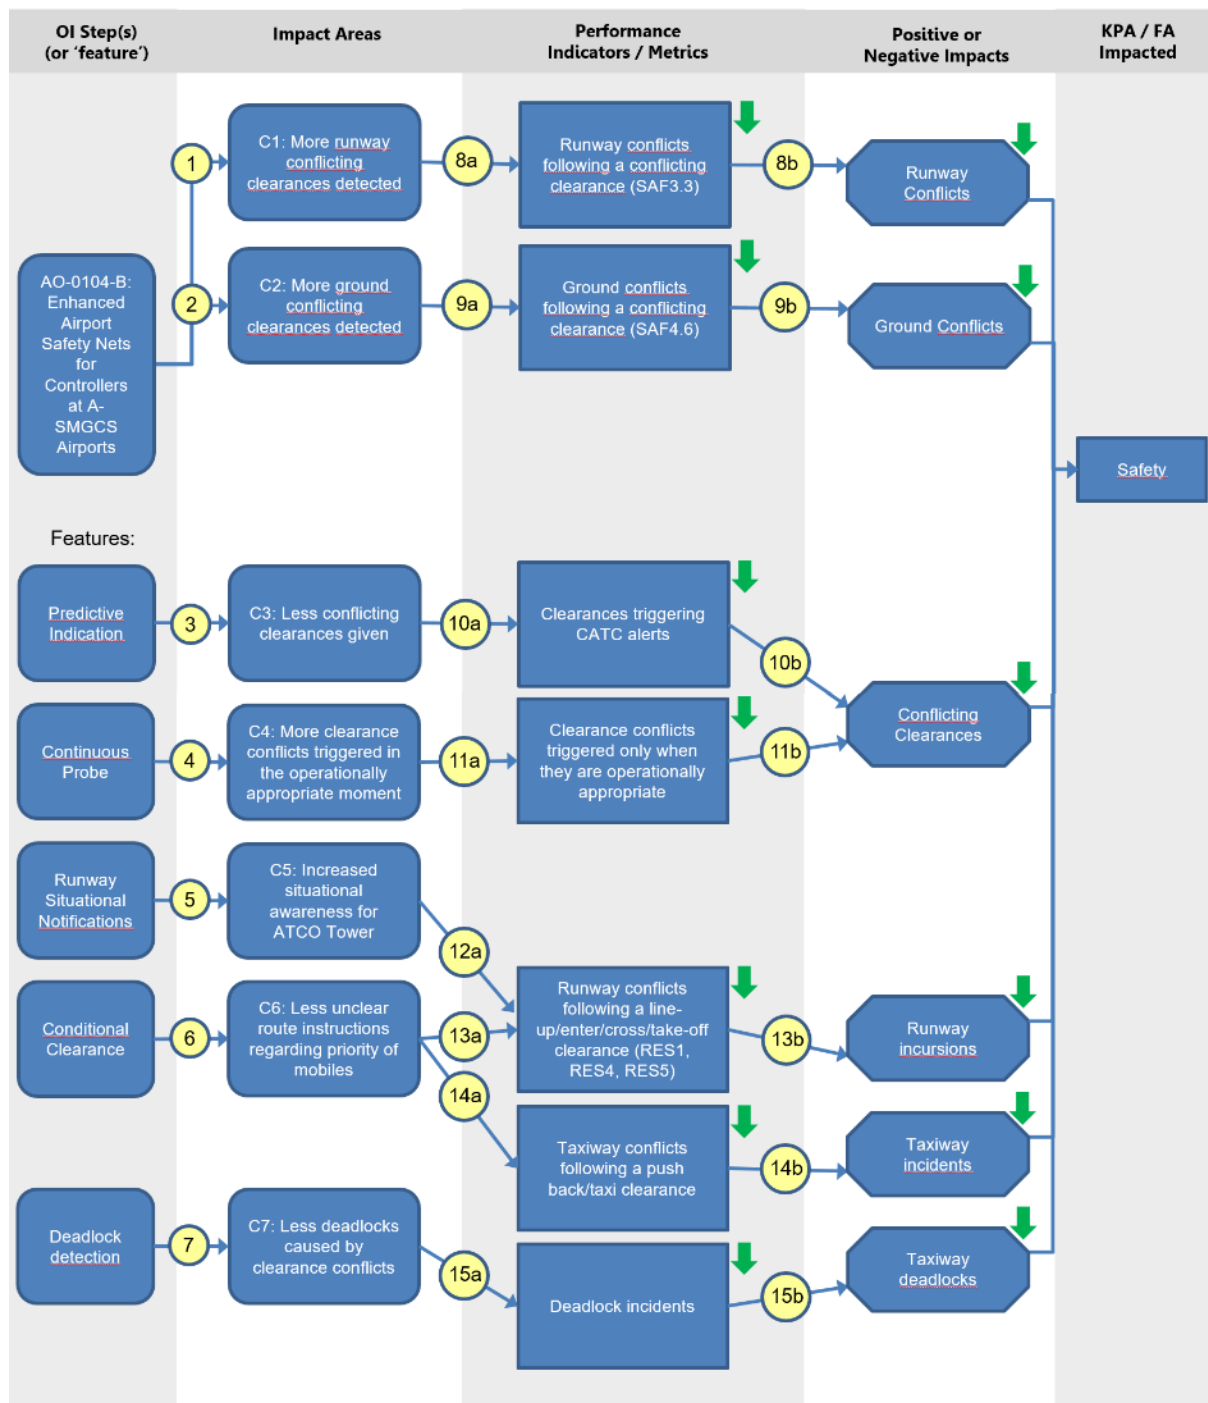 OI Step(s)
(or ‘feature’)
Impact Areas
Performance
Indicators / Metrics
Positive or
Negative Impacts
KPA / FA
Impacted
AO-0104-B:
Enhanced
Airport
Safety Nets
for
Controllers
at A-
SMGCS
Airports
1
C1: More runway
conflicting
clearances detected
8a
Runway conflicts
following a conflicting
clearance (SAF3.3)
8b
Runway
Conflicts
2
C2: More ground
conflicting
clearances detected
9a
Ground conflicts
following a conflicting
clearance (SAF4.6)
9b
Ground Conflicts
Safety
Features:
Predictive
Indication
3
C3: Less conflicting
clearances given
10a
Clearances triggering
CATC alerts
10b
Conflicting
Clearances
Continuous
Probe
4
C4: More clearance
conflicts triggered in
the operationally
appropriate moment
11a
Clearance conflicts
triggered only when
they are operationally
appropriate
11b
Runway
Situational
Notifications
5
C5: Increased
situational
awareness for
ATCO Tower
12a
Conditional
Clearance
6
C6: Less unclear
route instructions
regarding priority of
mobiles
13a
Runway conflicts
following a line-
up/enter/cross/take-off
clearance (RES1,
RES4, RES5)
13b
Runway
incursions
14a
Taxiway conflicts
following a push
back/taxi clearance
14b
Taxiway
incidents
Deadlock
detection
7
C7: Less deadlocks
caused by
clearance conflicts
15a
Deadlock incidents
15b
Taxiway
deadlocks